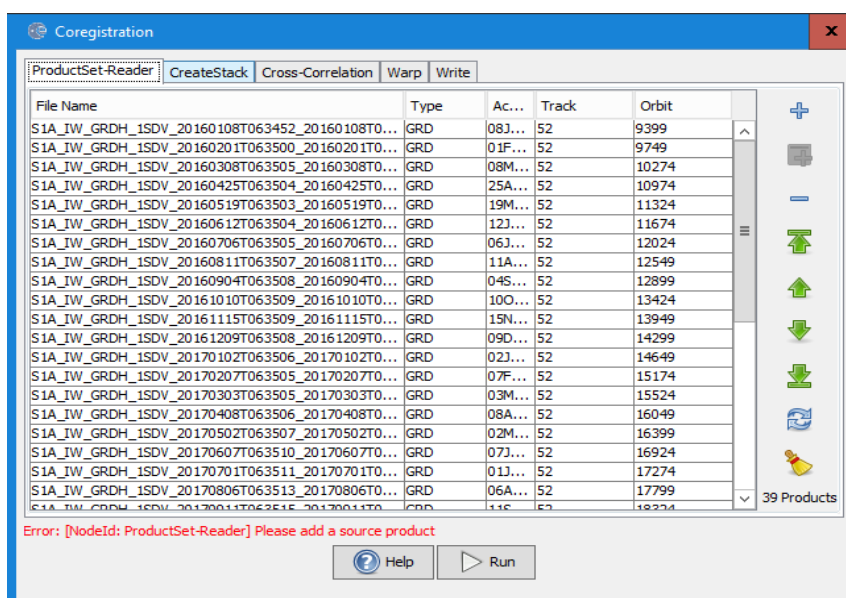 Coregistration
x
ProductSet-Reader CreateStack Cross-Correlation Warp Write
File Name Type Ac... Track Orbit
S1A_IW_GRDH_1SDV_20160108T063452_20160108T0... GRD 08J... 52 9399
S1A_IW_GRDH_1SDV_20160201T063500_20160201T0... GRD 01F... 52 9749
S1A_IW_GRDH_1SDV_20160308T063505_20160308T0... GRD 08M... 52 10274
S1A_IW_GRDH_1SDV_20160425T063504_20160425T0... GRD 25A... 52 10974
S1A_IW_GRDH_1SDV_20160519T063503_20160519T0... GRD 19M... 52 11324
S1A_IW_GRDH_1SDV_20160612T063504_20160612T0... GRD 12J... 52 11674
S1A_IW_GRDH_1SDV_20160706T063505_20160706T0... GRD 06J... 52 12024
S1A_IW_GRDH_1SDV_20160811T063507_20160811T0... GRD 11A... 52 12549
S1A_IW_GRDH_1SDV_20160904T063508_20160904T0... GRD 04S... 52 12899
S1A_IW_GRDH_1SDV_20161010T063509_20161010T0... GRD 10O... 52 13424
S1A_IW_GRDH_1SDV_20161115T063509_20161115T0... GRD 15N... 52 13949
S1A_IW_GRDH_1SDV_20161209T063508_20161209T0... GRD 09D... 52 14299
S1A_IW_GRDH_1SDV_20170102T063506_20170102T0... GRD 02J... 52 14649
S1A_IW_GRDH_1SDV_20170207T063505_20170207T0... GRD 07F... 52 15174
S1A_IW_GRDH_1SDV_20170303T063505_20170303T0... GRD 03M... 52 15524
S1A_IW_GRDH_1SDV_20170408T063506_20170408T0... GRD 08A... 52 16049
S1A_IW_GRDH_1SDV_20170502T063507_20170502T0... GRD 02M... 52 16399
S1A_IW_GRDH_1SDV_20170607T063510_20170607T0... GRD 07J... 52 16924
S1A_IW_GRDH_1SDV_20170701T063511_20170701T0... GRD 01J... 52 17274
S1A_IW_GRDH_1SDV_20170806T063513_20170806T0... GRD 06A... 52 17799
39 Products
Error: [NodeId: ProductSet-Reader] Please add a source product
Help Run